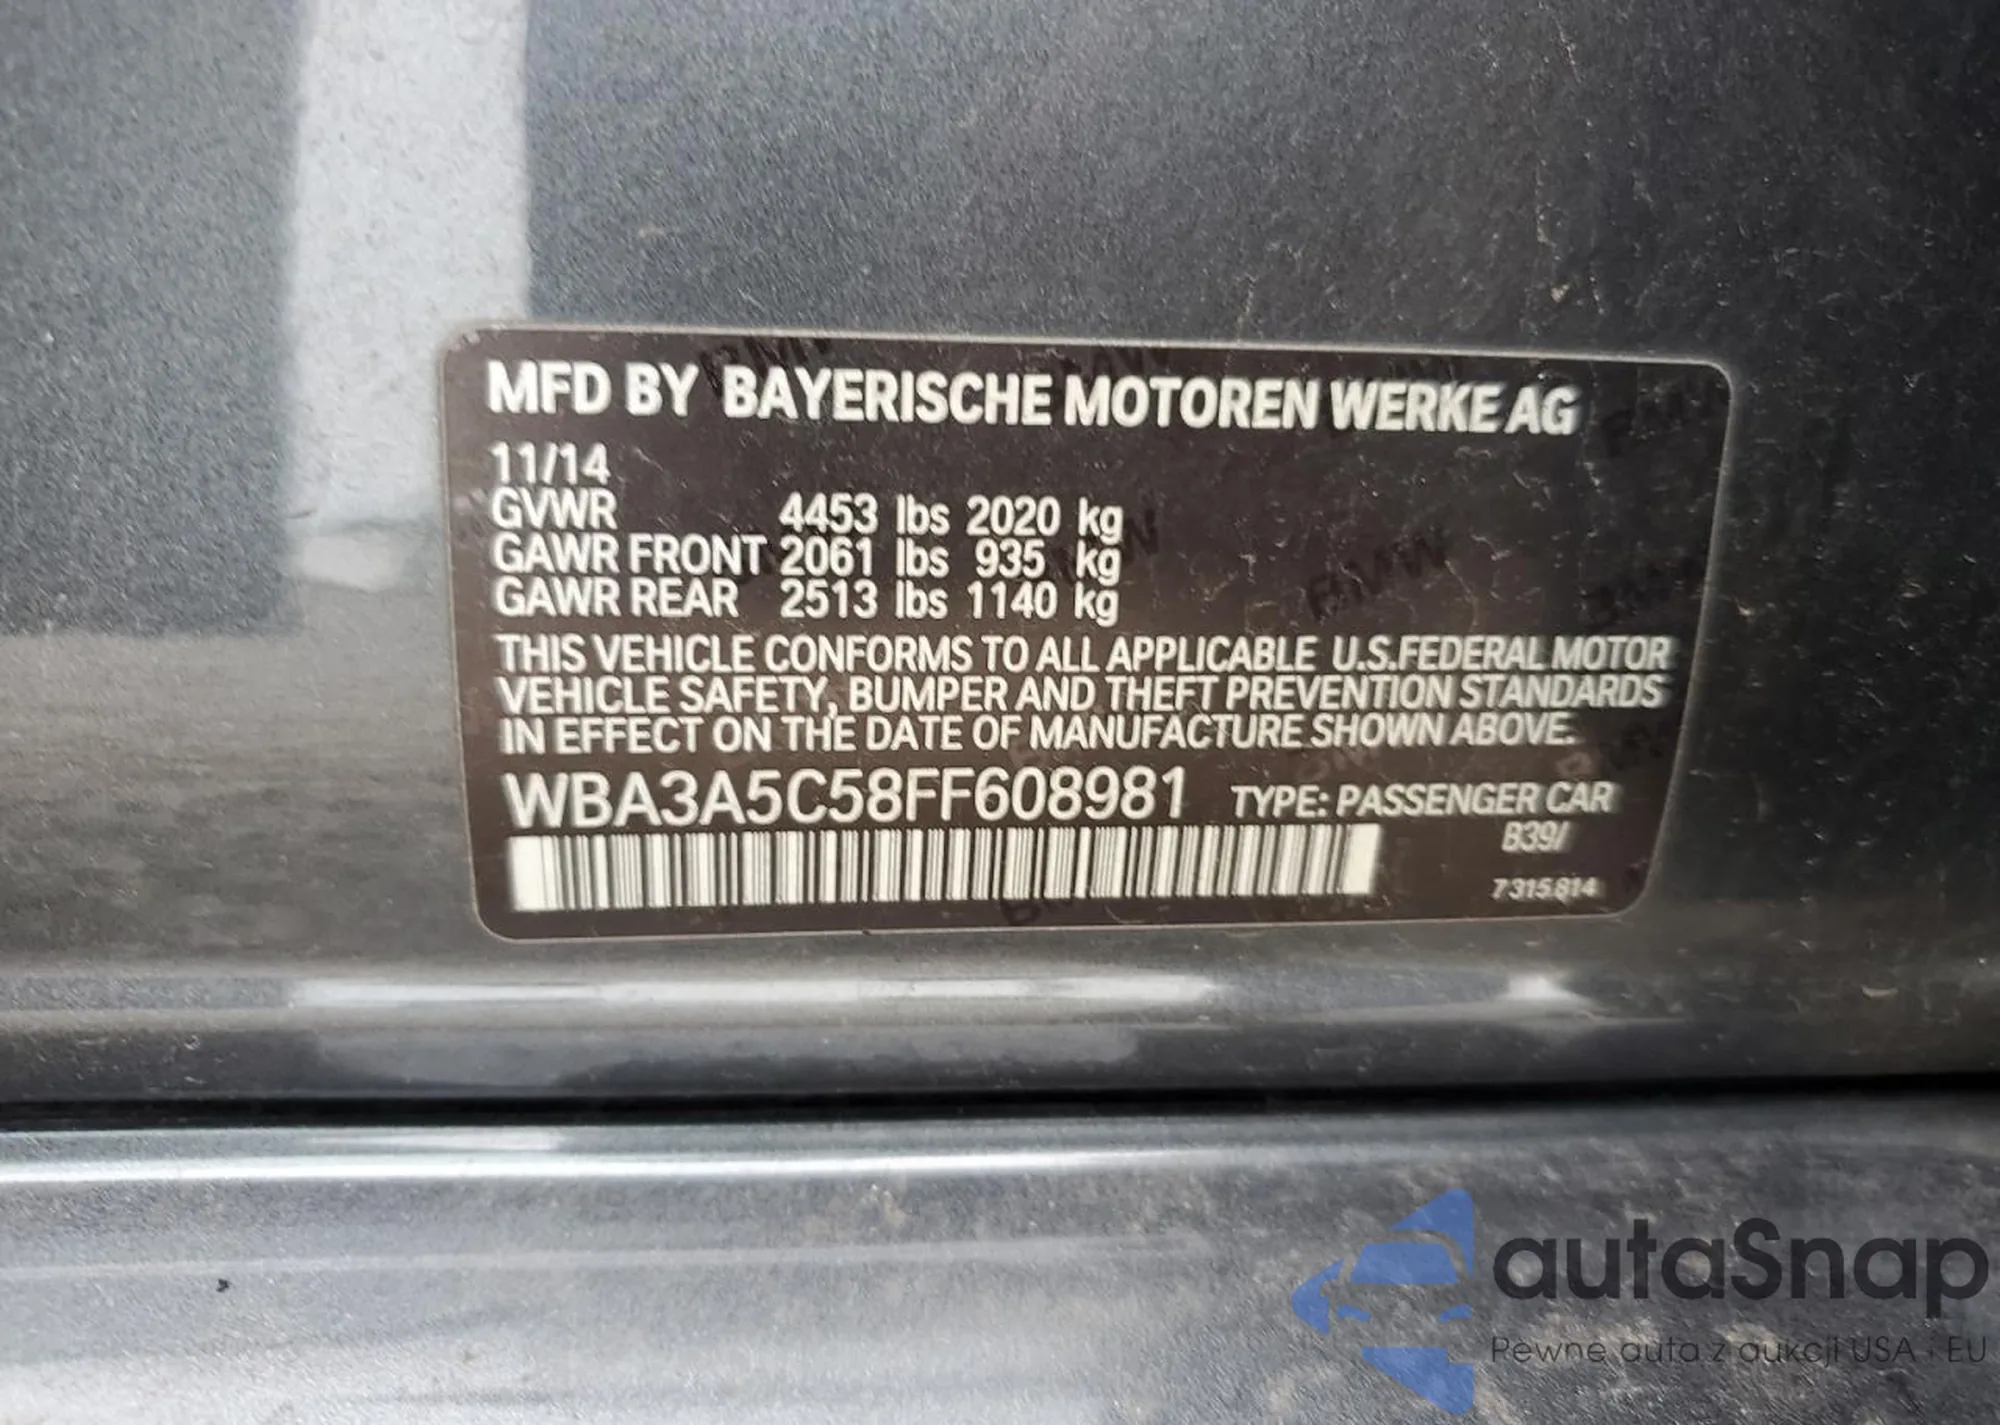 MFD BY BAYERISCHE MOTOREN WERKE AG
11/14
GVWR 4453 lbs 2020 kg
GAWR FRONT 2061 lbs 935 kg
GAWR REAR 2513 lbs 1140 kg
THIS VEHICLE CONFORMS TO ALL APPLICABLE U.S.FEDERAL MOTOR
VEHICLE SAFETY, BUMPER AND THEFT PREVENTION STANDARDS
IN EFFECT ON THE DATE OF MANUFACTURE SHOWN ABOVE.
WBA3A5C58FF608981 TYPE: PASSENGER CAR
B39/
7 315.814
autaSnap
Pewne auta z aukcji USA i EU